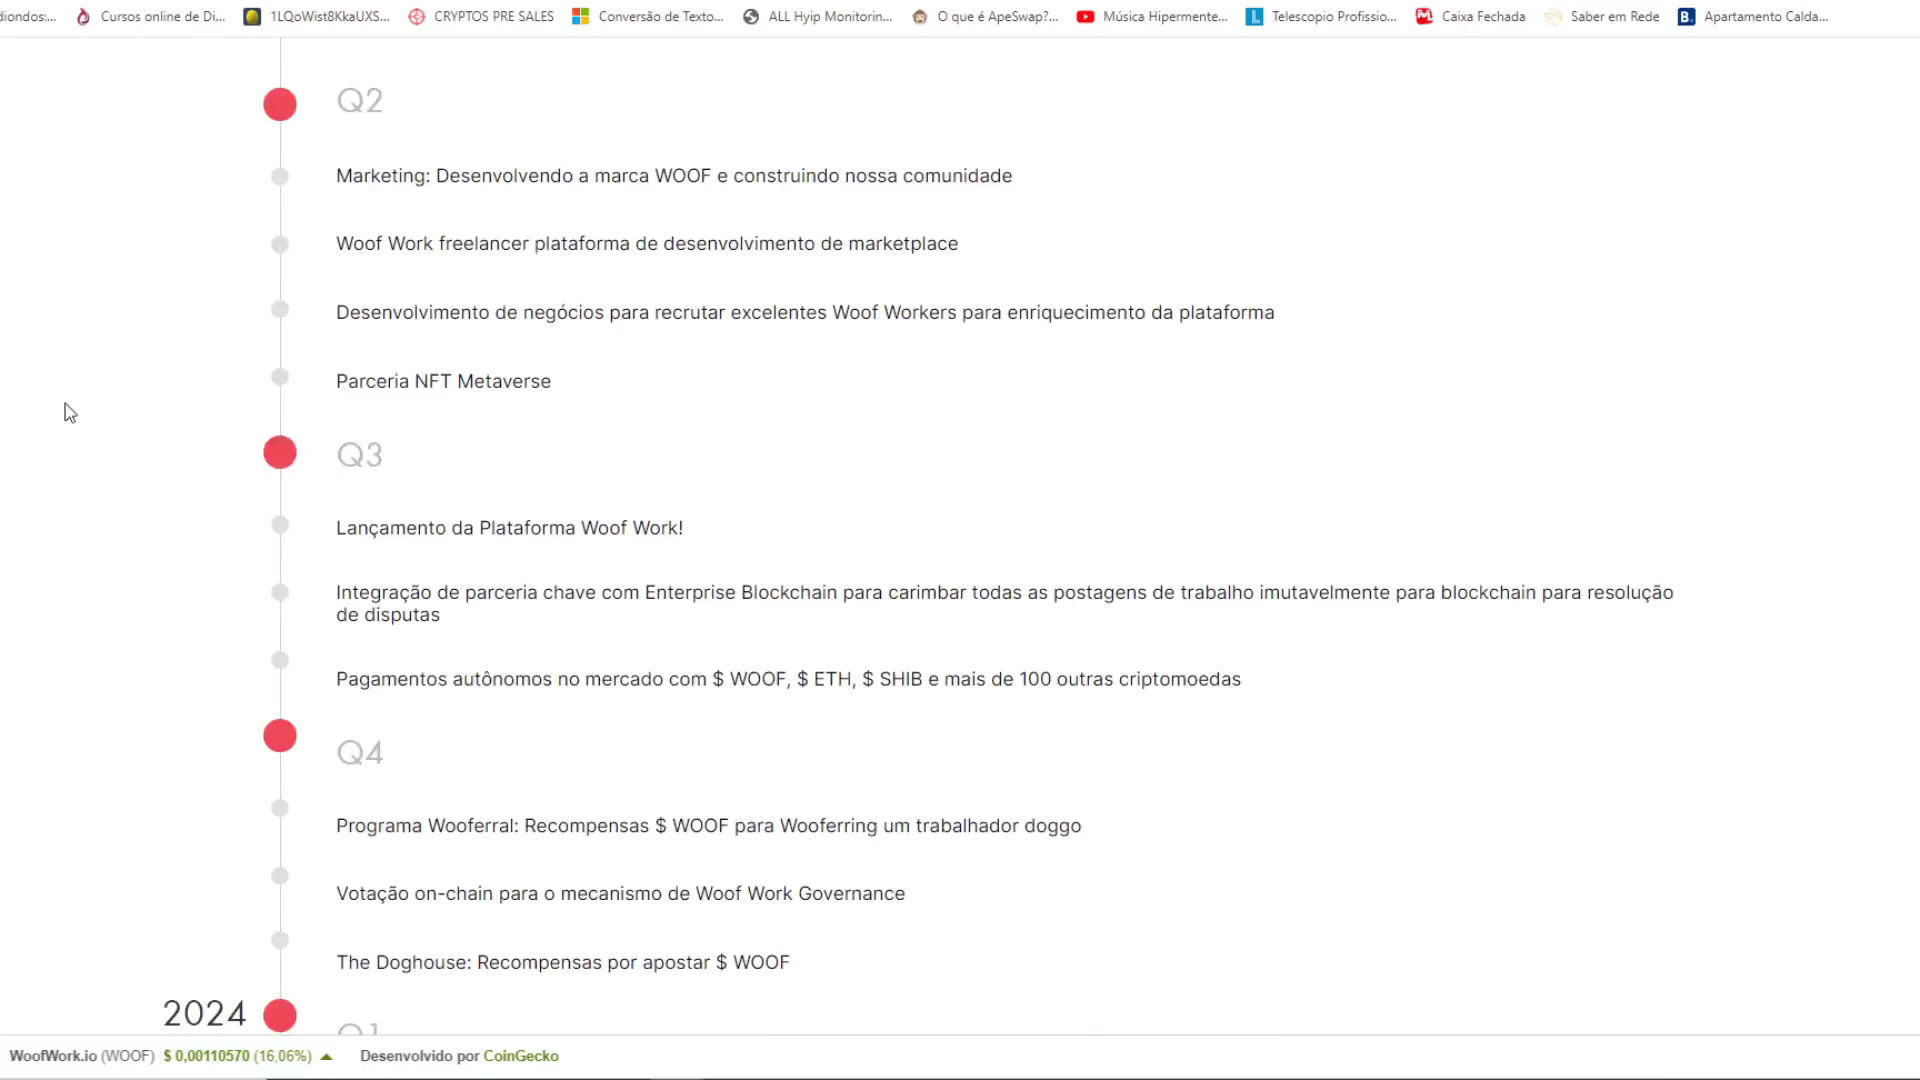 diondos:... Cursos online de Di... 1LQoWist8KkaUXS... CRYPTOS PRE SALES Conversão de Texto... ALL Hyip Monitorin... O que é ApeSwap?... Música Hipermente... L Telescopio Profissio... Caixa Fechada Saber em Rede B. Apartamento Calda...
Q2
Marketing: Desenvolvendo a marca WOOF e construindo nossa comunidade
Woof Work freelancer plataforma de desenvolvimento de marketplace
Desenvolvimento de negócios para recrutar excelentes Woof Workers para enriquecimento da plataforma
Parceria NFT Metaverse
Q3
Lançamento da Plataforma Woof Work!
Integração de parceria chave com Enterprise Blockchain para carimbar todas as postagens de trabalho imutavelmente para blockchain para resolução
de disputas
Pagamentos autônomos no mercado com $ WOOF, $ ETH, $ SHIB e mais de 100 outras criptomoedas
Q4
Programa Wooferral: Recompensas $ WOOF para Wooferring um trabalhador doggo
Votação on-chain para o mecanismo de Woof Work Governance
The Doghouse: Recompensas por apostar $ WOOF
2024 Q1
WoofWork.io (WOOF) $ 0,00110570 (16,06%) Desenvolvido por CoinGecko